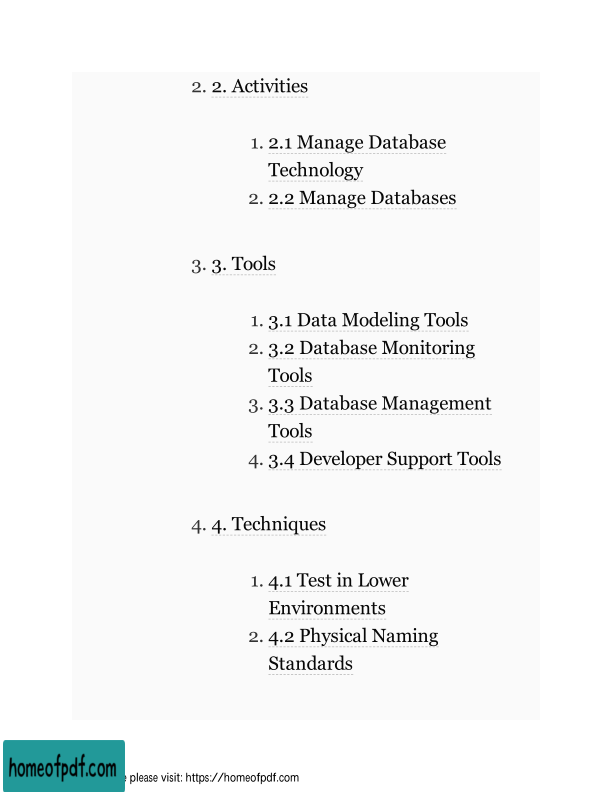 2. 2. Activities
1. 2.1 Manage Database
Technology
2. 2.2 Manage Databases
3. 3. Tools
1. 3.1 Data Modeling Tools
2. 3.2 Database Monitoring
Tools
3. 3.3 Database Management
Tools
4. 3.4 Developer Support Tools
4. 4. Techniques
1. 4.1 Test in Lower
Environments
2. 4.2 Physical Naming
Standards
homeofpdf.com
e please visit: https://homeofpdf.com